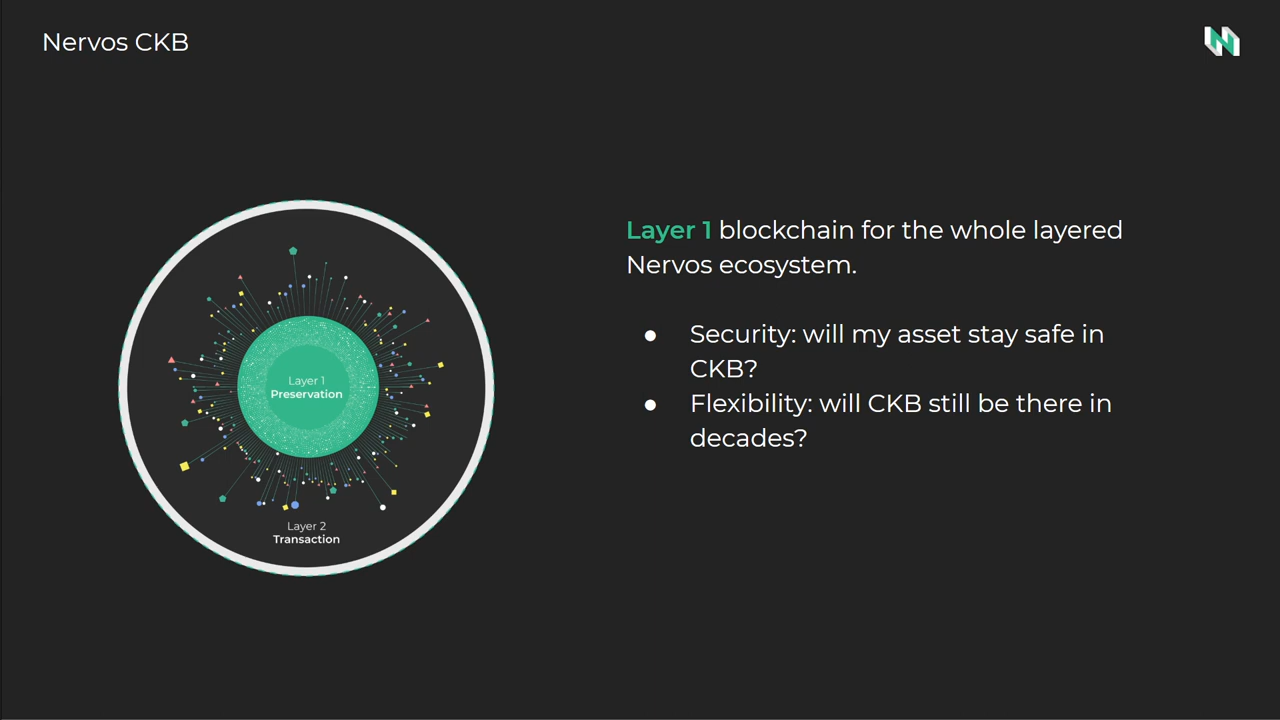 Nervos CKB
Layer 1
Preservation
Layer 2
Transaction
Layer 1 blockchain for the whole layered
Nervos ecosystem.
● Security: will my asset stay safe in
CKB?
● Flexibility: will CKB still be there in
decades?